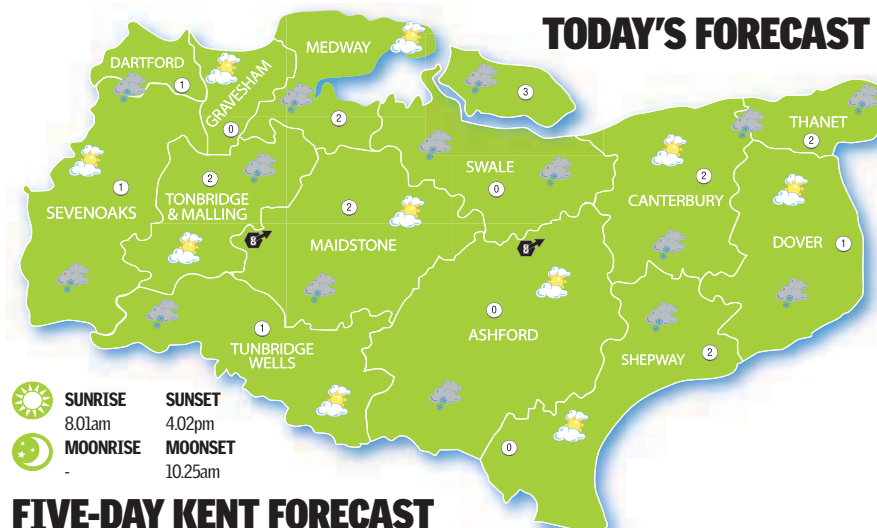 TODAY'S FORECAST
MEDWAY
DARTFORD
1
GRAVESHAM
0
2
3
THANET
2
SWALE
0
2
CANTERBURY
2
TONBRIDGE
& MALLING
1
SEVENOAKS
2
MAIDSTONE
8
8
DOVER
1
0
ASHFORD
1
TUNBRIDGE
WELLS
SHEPWAY
2
0
SUNRISE SUNSET
8.01am 4.02pm
MOONRISE MOONSET
- 10.25am
FIVE-DAY KENT FORECAST